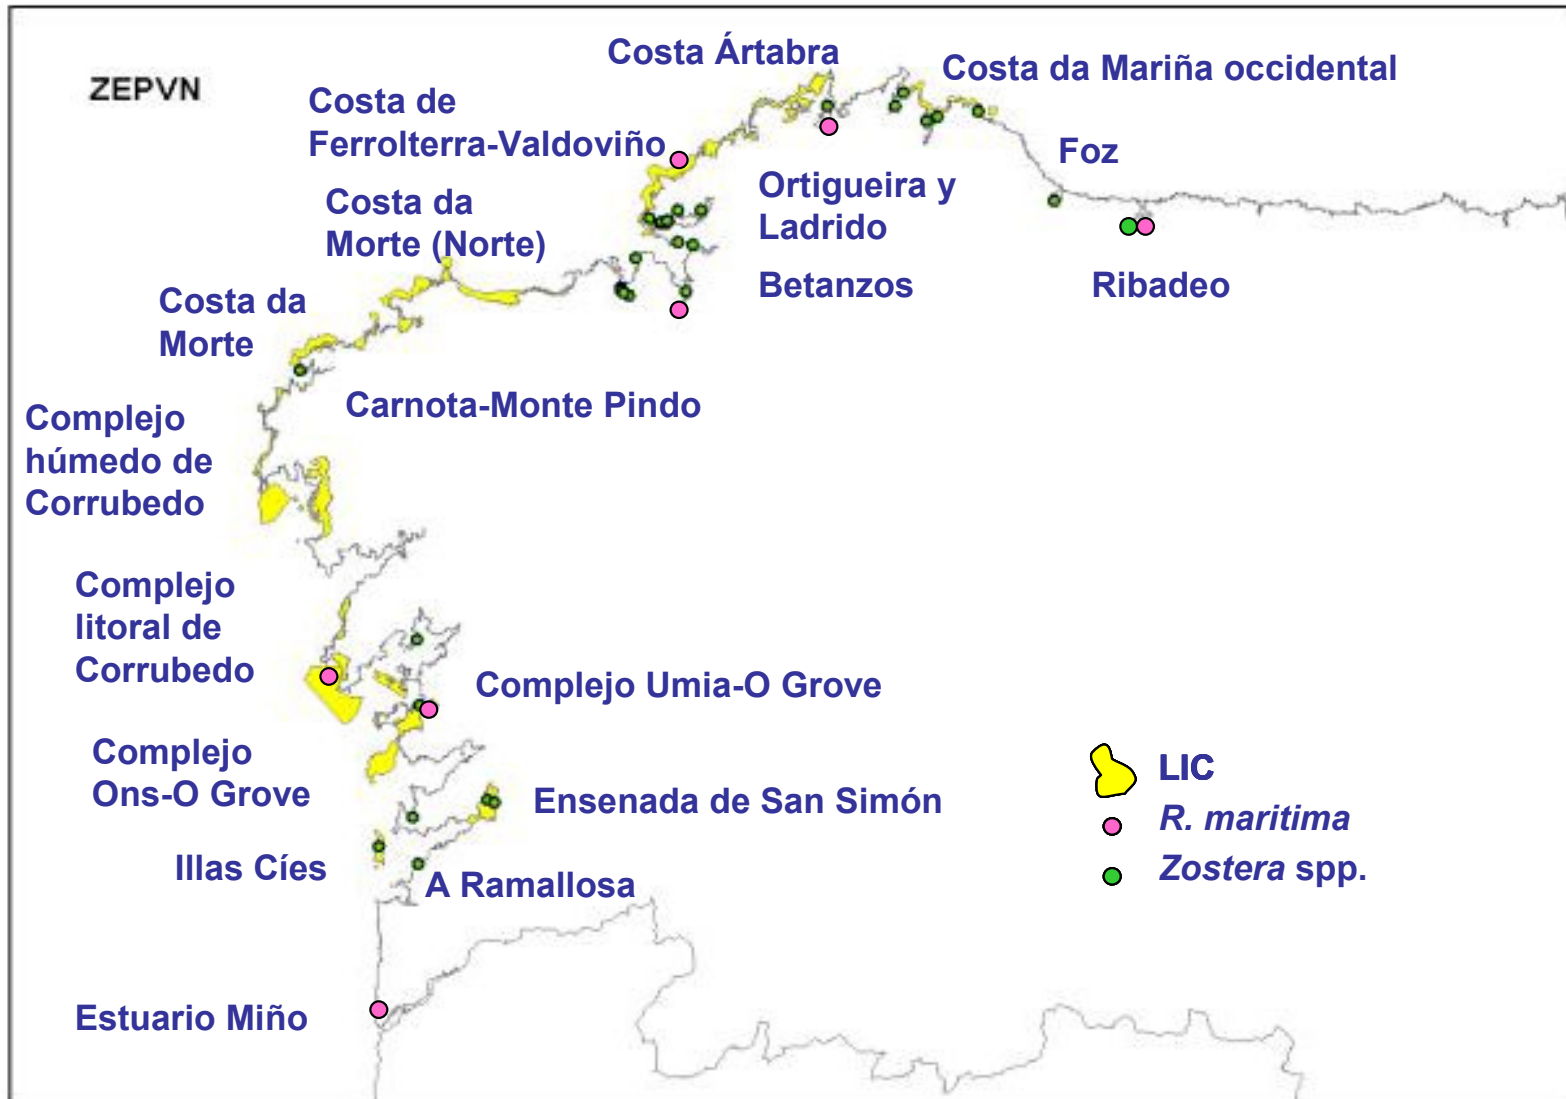 ZEPVN
Costa Ártabra
Costa da Mariña occidental
Costa de
Ferrolterra-Valdoviño
Foz
Costa da
Morte (Norte)
Ortigueira y
Ladrido
Betanzos
Ribadeo
Costa da
Morte
Carnota-Monte Pindo
Complejo
húmedo de
Corrubedo
Complejo
litoral de
Corrubedo
Complejo Umia-O Grove
Complejo
Ons-O Grove
Ensenada de San Simón
Illas Cíes
A Ramallosa
Estuario Miño
LIC
R. maritima
Zostera spp.